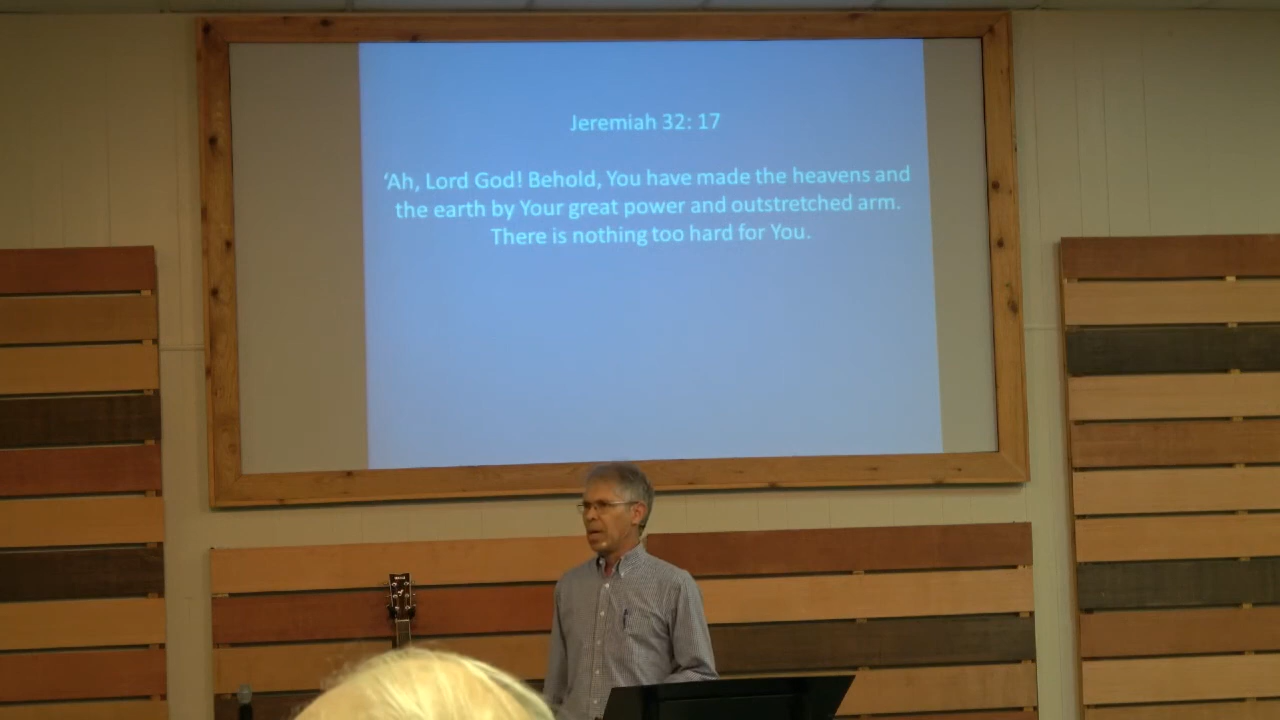 Jeremiah 32: 17
‘Ah, Lord God! Behold, You have made the heavens and
the earth by Your great power and outstretched arm.
There is nothing too hard for You.